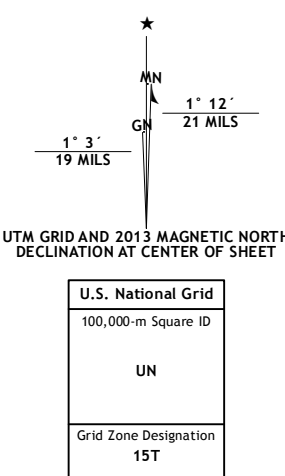 MN
GN
1° 12´
21 MILS
1° 3´
19 MILS
UTM GRID AND 2013 MAGNETIC NORTH
DECLINATION AT CENTER OF SHEET
U.S. National Grid
100,000-m Square ID
UN
Grid Zone Designation
15T